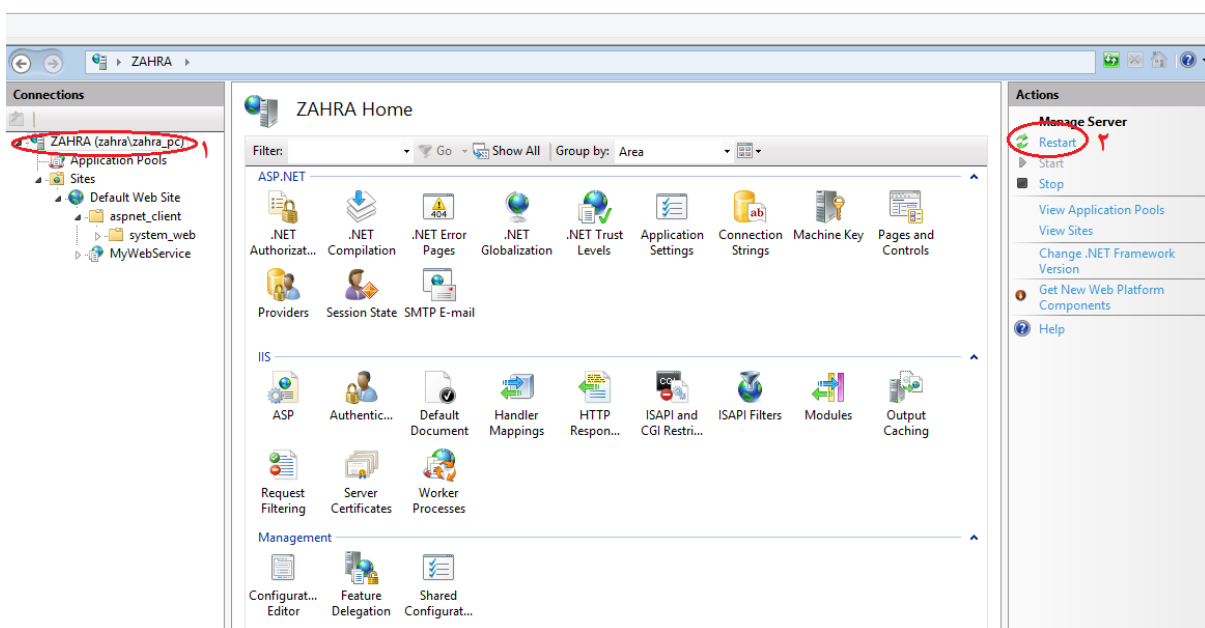 ZAHRA
Connections
ZAHRA (zahra\zahra_pc)
۱
Application Pools
Sites
Default Web Site
aspnet_client
system_web
MyWebService
ZAHRA Home
Filter: Go Show All Group by: Area
ASP.NET
.NET Authorizat...
.NET Compilation
404
.NET Error Pages
.NET Globalization
.NET Trust Levels
Application Settings
ab
Connection Strings
Machine Key
Pages and Controls
Providers
Session State
SMTP E-mail
IIS
ASP
Authentic...
Default Document
Handler Mappings
HTTP Respon...
CGI
ISAPI and CGI Restri...
ISAPI Filters
Modules
Output Caching
Request Filtering
Server Certificates
Worker Processes
Management
Configurat... Editor
Feature Delegation
Shared Configurat...
Actions
Manage Server
Restart
۲
Start
Stop
View Application Pools
View Sites
Change .NET Framework
Version
Get New Web Platform
Components
Help